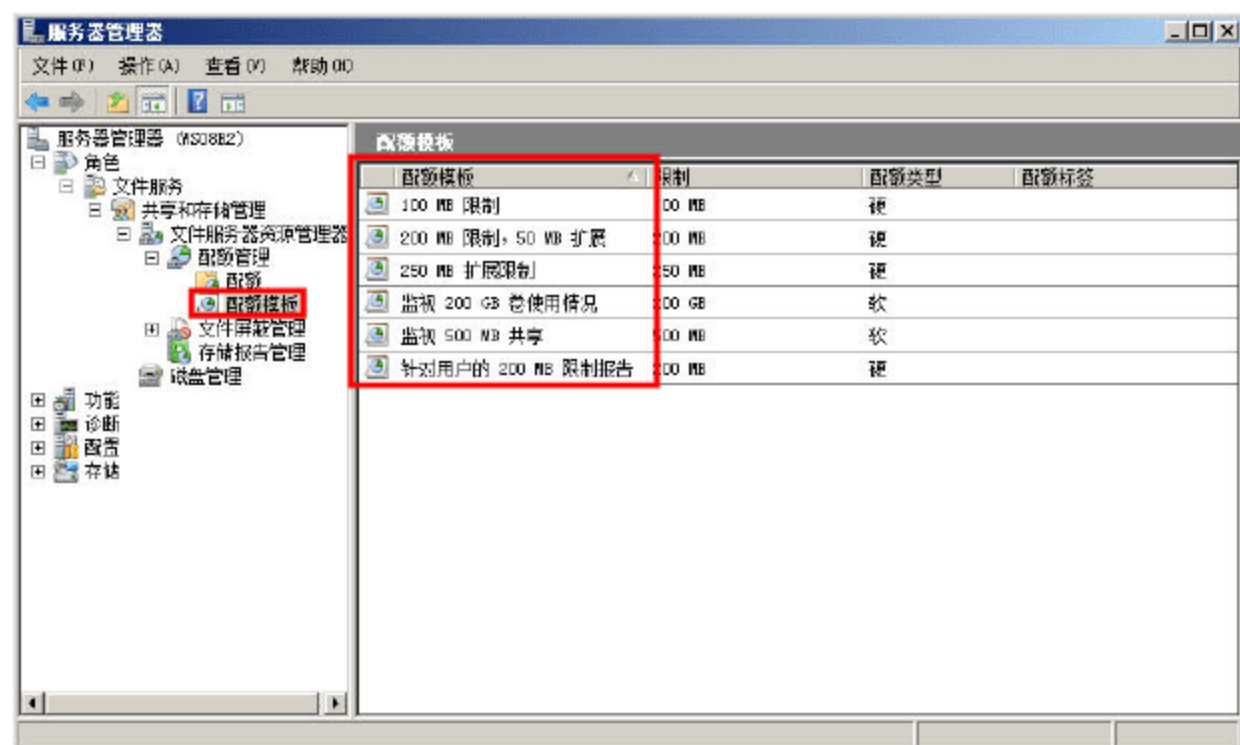 服务器管理器
文件(F) 操作(A) 查看(V) 帮助(H)
服务器管理器 (WS08R2)
角色
文件服务
共享和存储管理
文件服务器资源管理器
配额管理
配额
配额模板
文件屏蔽管理
存储报告管理
磁盘管理
功能
诊断
配置
存储
配额模板
配额模板 限制 配额类型 配额标签
100 MB 限制 00 MB 硬
200 MB 限制，50 MB 扩展 200 MB 硬
250 MB 扩展限制 250 MB 硬
监视 200 GB 卷使用情况 200 GB 软
监视 500 MB 共享 500 MB 软
针对用户的 200 MB 限制报告 200 MB 硬